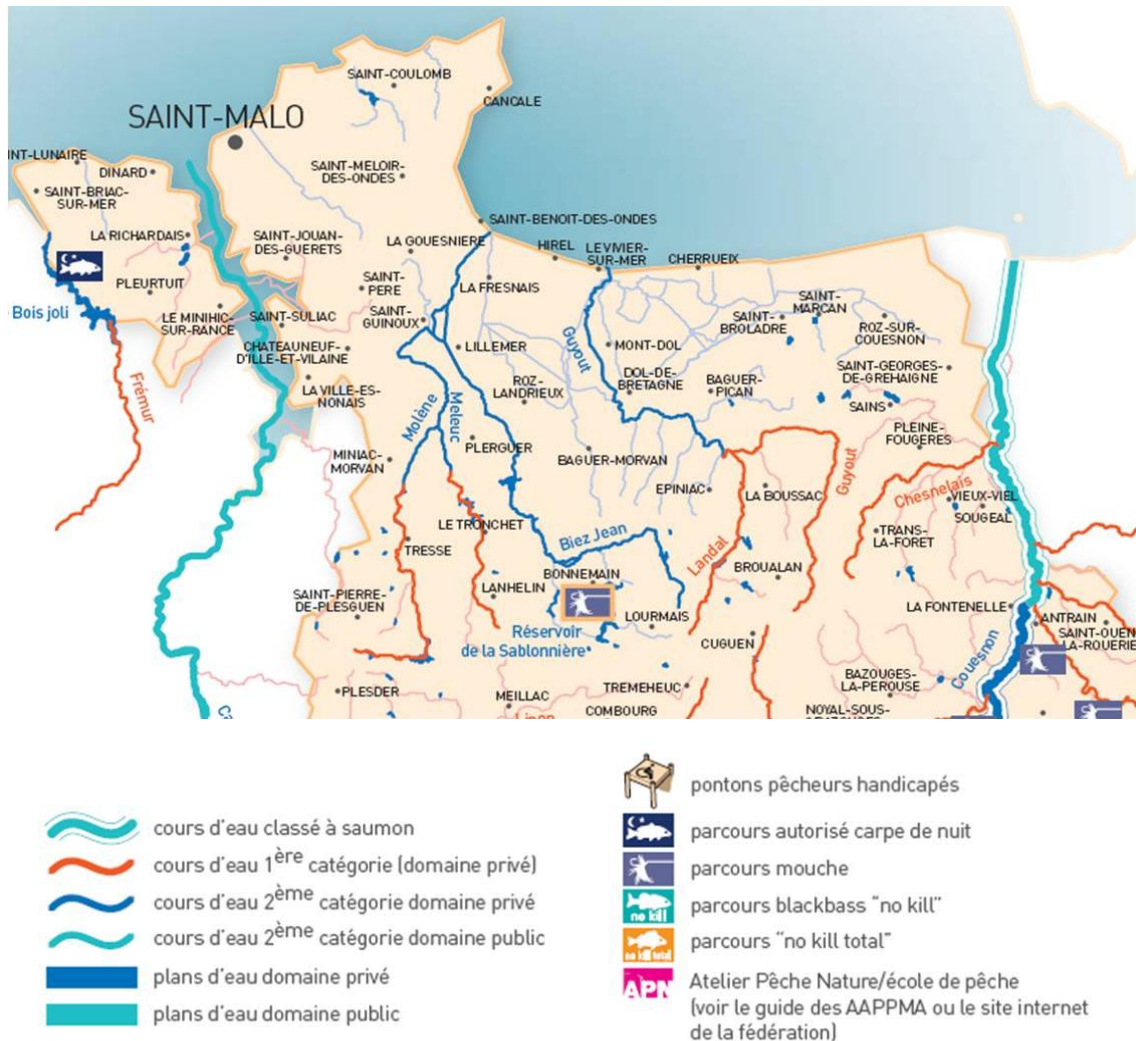 SAINT-COULOMB
CANCALE
SAINT-MALO
NT-LUNAIRE
DINARD
SAINT-MELOIR-
DES-ONDES
SAINT-BRIAC-
SUR-MER
SAINT-BENOIT-DES-ONDES
LA RICHARDAIS
SAINT-JOUAN-
DES-GUERETS
LA GOUESNIERE
HIREL
LE VIVIER-
SUR-MER
CHERRUEIX
PLEURTUIT
SAINT-
PERE
LA FRESNAIS
Bois joli
LE MINIHIC-
SUR-RANCE
SAINT-SULIAC
SAINT-
GUINOUX
SAINT-
MARCAN
SAINT-
BROLADRE
ROZ-SUR-
COUESNON
CHATEAUNEUF-
D'ILLE-ET-VILAINE
LILLEMER
Guyout
MONT-DOL
Frémur
LA VILLE-ES-
NONAIS
ROZ-
LANDRIEUX
DOL-DE-
BRETAGNE
BAGUER-
PICAN
SAINT-GEORGES-
DE-GREHAIGNE
SAINS
Molène
Meleuc
PLERGUER
PLEINE-
FOUGERES
MINIAC-
MORVAN
BAGUER-MORVAN
Guyout
EPINIAC
LA BOUSSAC
Chesnelais
VIEUX-VIEL
SOUGEAL
LE TRONCHET
Biez Jean
TRANS-
LA-FORET
TRESSE
Landal
BONNEMAIN
BROUALAN
SAINT-PIERRE-
DE-PLESGUEN
LANHELIN
LOURMAIS
LA FONTENELLE
ANTRAIN
Réservoir
de la Sablonnière
CUGUEN
SAINT-OUEN
LA-ROUERIE
Couesnon
PLESDER
MEILLAC
TREMEHEUC
BAZOUGES-
LA-PEROUSE
Linon
COMBOURG
NOYAL-SOUS-
cours d'eau classé à saumon
cours d'eau 1ère catégorie (domaine privé)
cours d'eau 2ème catégorie domaine privé
cours d'eau 2ème catégorie domaine public
plans d'eau domaine privé
plans d'eau domaine public
pontons pêcheurs handicapés
parcours autorisé carpe de nuit
parcours mouche
no kill parcours blackbass "no kill"
no kill total parcours "no kill total"
APN Atelier Pêche Nature/école de pêche
(voir le guide des AAPPMA ou le site internet
de la fédération)